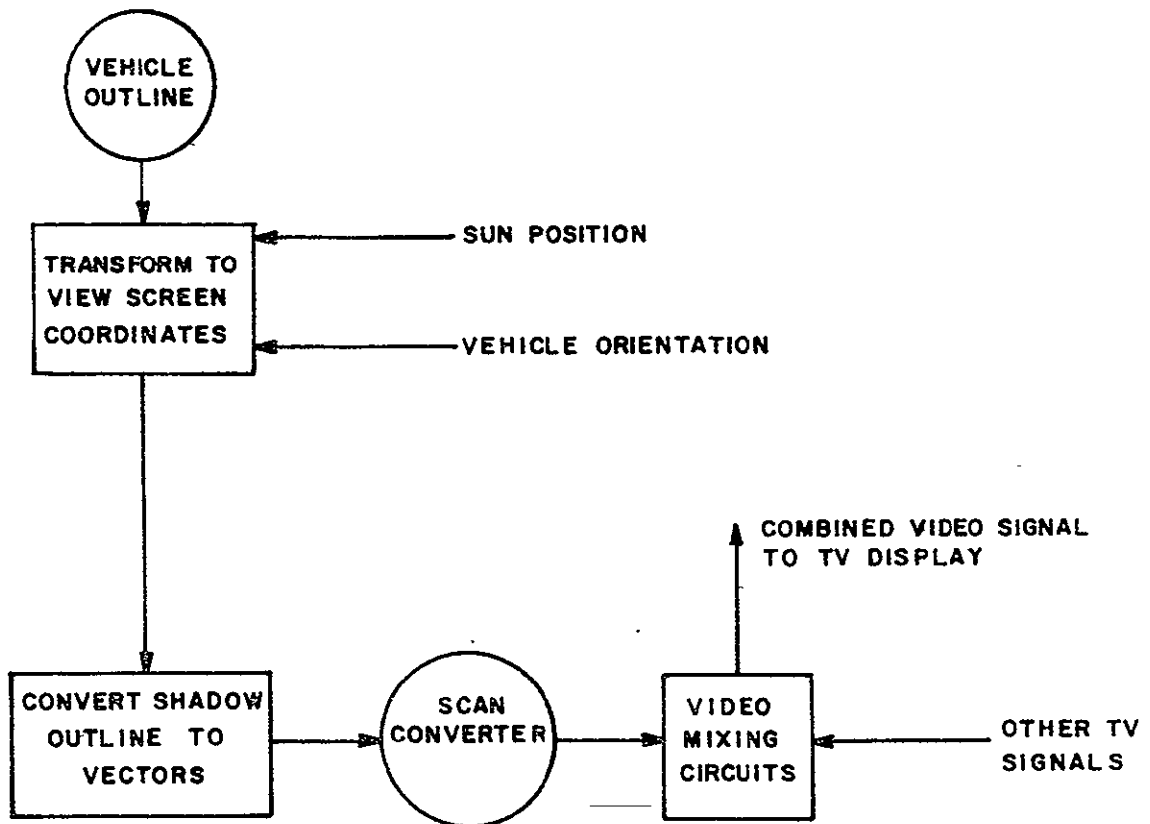 VEHICLE
OUTLINE
SUN POSITION
TRANSFORM TO
VIEW SCREEN
COORDINATES
VEHICLE ORIENTATION
COMBINED VIDEO SIGNAL
TO TV DISPLAY
CONVERT SHADOW
OUTLINE TO
VECTORS
SCAN
CONVERTER
VIDEO
MIXING
CIRCUITS
OTHER TV
SIGNALS